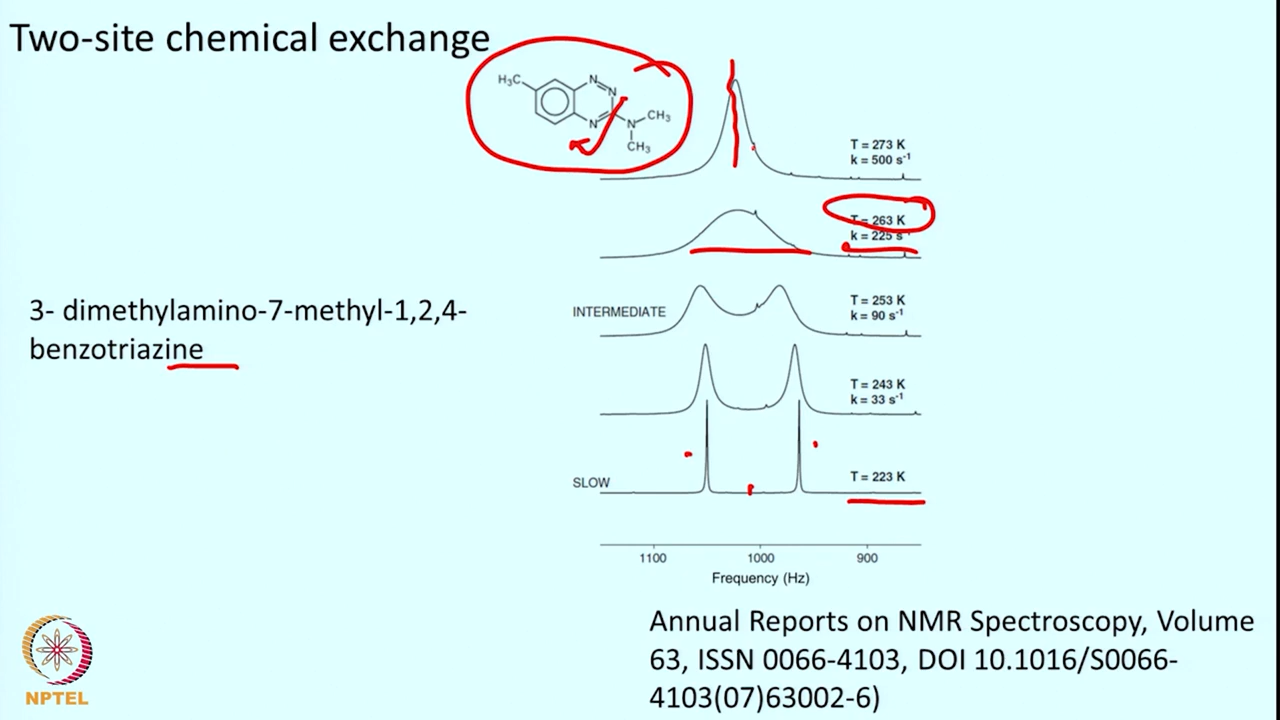 Two-site chemical exchange
H₃C
N
N
N
N
CH₃
CH₃
T = 273 K
k = 500 s⁻¹
T = 263 K
k = 225 s⁻¹
3- dimethylamino-7-methyl-1,2,4-
benzotriazine
INTERMEDIATE
T = 253 K
k = 90 s⁻¹
T = 243 K
k = 33 s⁻¹
SLOW
T = 223 K
1100 1000 900
Frequency (Hz)
Annual Reports on NMR Spectroscopy, Volume
63, ISSN 0066-4103, DOI 10.1016/S0066-
4103(07)63002-6)
NPTEL